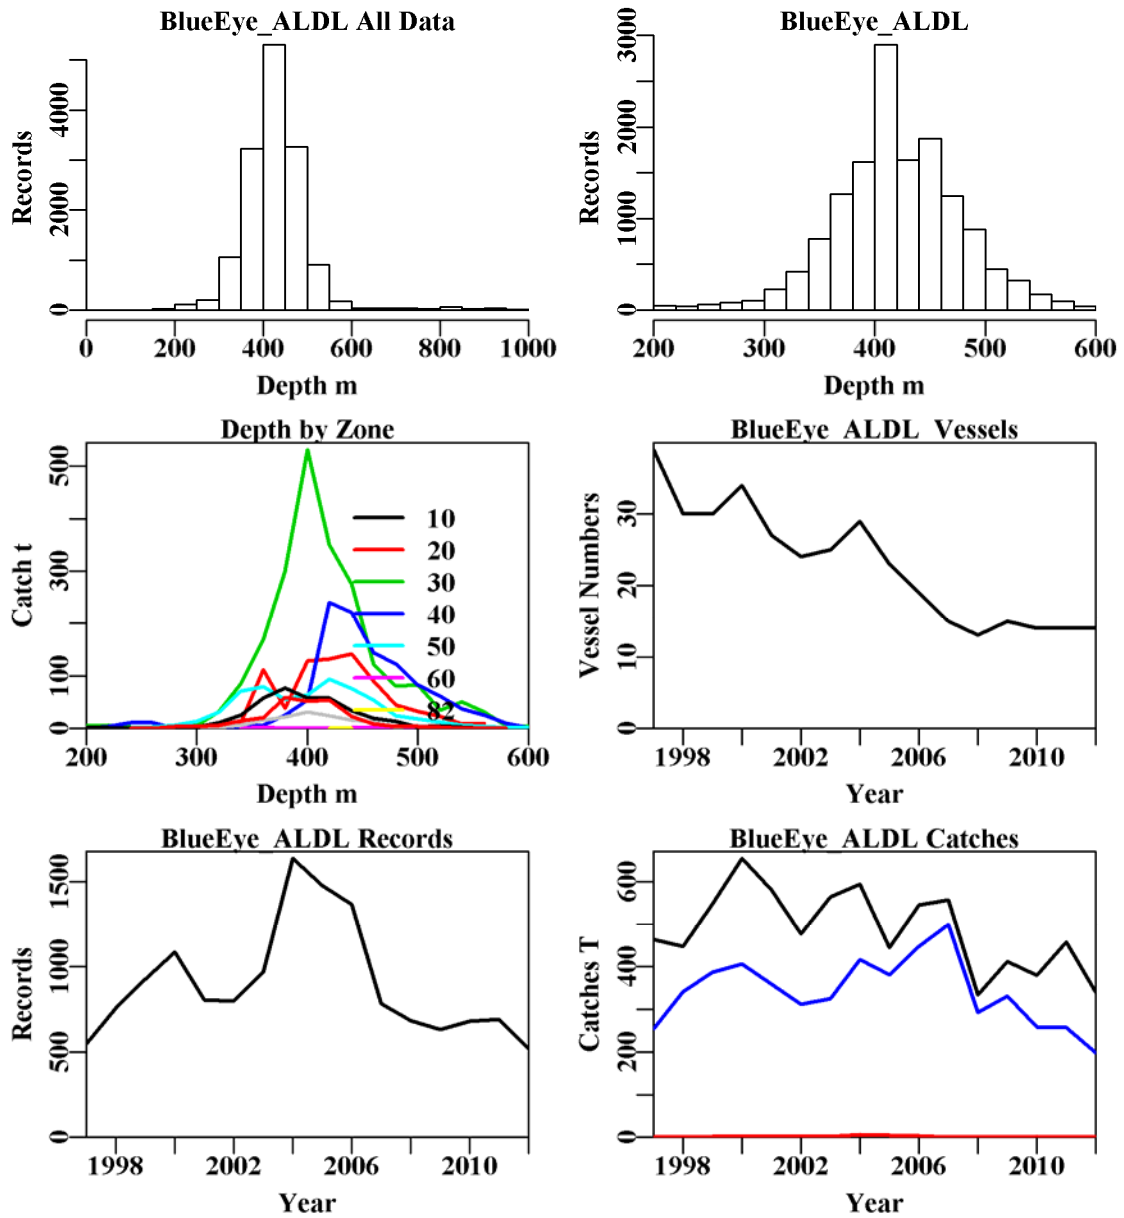 BlueEye_ALDL All Data
Records
0
2000
4000
0 200 400 600 800 1000
Depth m
BlueEye_ALDL
Records
0
1000
2000
3000
200 300 400 500 600
Depth m
Depth by Zone
Catch t
0
100
300
500
10
20
30
40
50
60
82
200 300 400 500 600
Depth m
BlueEye_ALDL_Vessels
Vessel Numbers
0
10
20
30
1998 2002 2006 2010
Year
BlueEye_ALDL Records
Records
0
500
1000
1500
1998 2002 2006 2010
Year
BlueEye_ALDL Catches
Catches T
0
200
400
600
1998 2002 2006 2010
Year